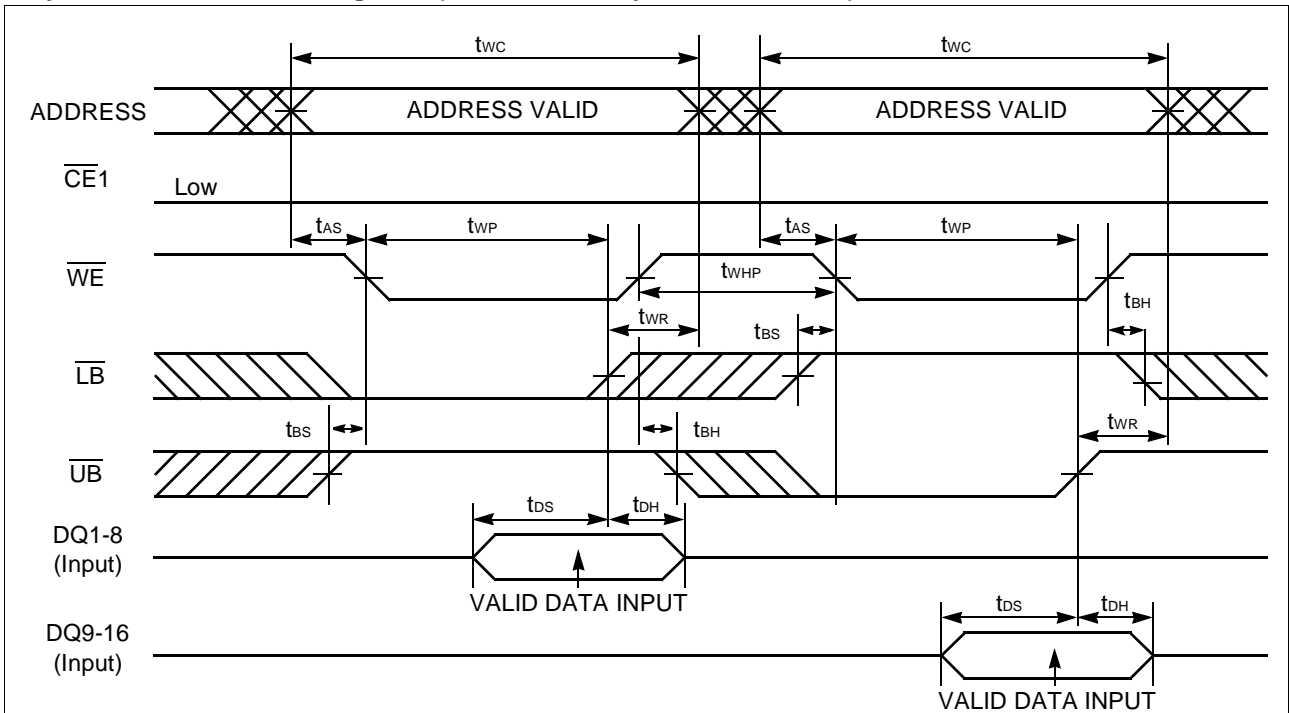 tWC tWC
ADDRESS ADDRESS VALID ADDRESS VALID
CE1 Low
tAS tWP tAS tWP
WE tWHP tBH
tWR tBS
LB
tBS tBH tWR
UB
tDS tDH
DQ1-8
(Input)
VALID DATA INPUT
tDS tDH
DQ9-16
(Input)
VALID DATA INPUT